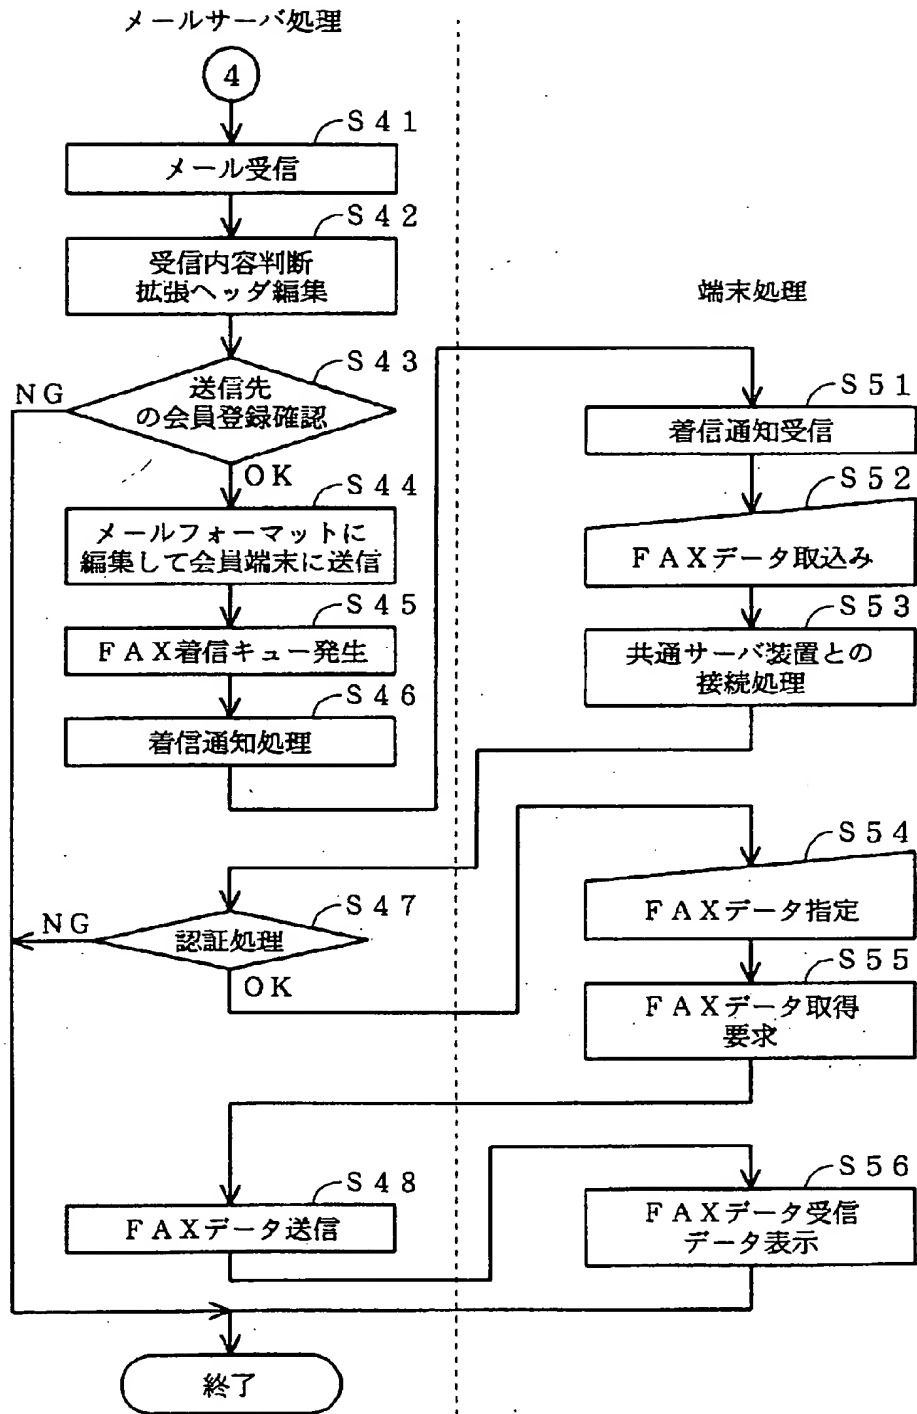 メールサーバ処理
4
S41
メール受信
S42
受信内容判断
拡張ヘッダ編集
S43
NG
送信先
の会員登録確認
OK
S44
メールフォーマットに
編集して会員端末に送信
S45
FAX着信キュー発生
S46
着信通知処理
端末処理
S51
着信通知受信
S52
FAXデータ取込み
S53
共通サーバ装置との
接続処理
S47
NG
認証処理
OK
S54
FAXデータ指定
S55
FAXデータ取得
要求
S48
FAXデータ送信
S56
FAXデータ受信
データ表示
終了